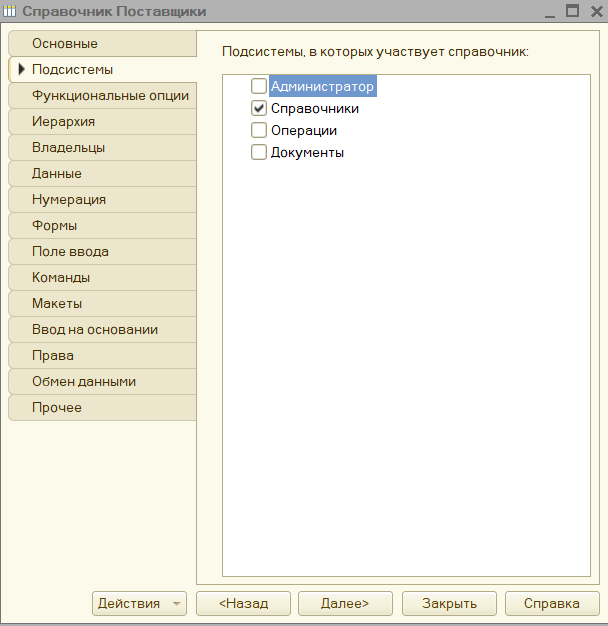 Справочник Поставщики
Основные
Подсистемы
Функциональные опции
Иерархия
Владельцы
Данные
Нумерация
Формы
Поле ввода
Команды
Макеты
Ввод на основании
Права
Обмен данными
Прочее
Подсистемы, в которых участвует справочник:
Администратор
Справочники
Операции
Документы
Действия
<Назад
Далее>
Закрыть
Справка